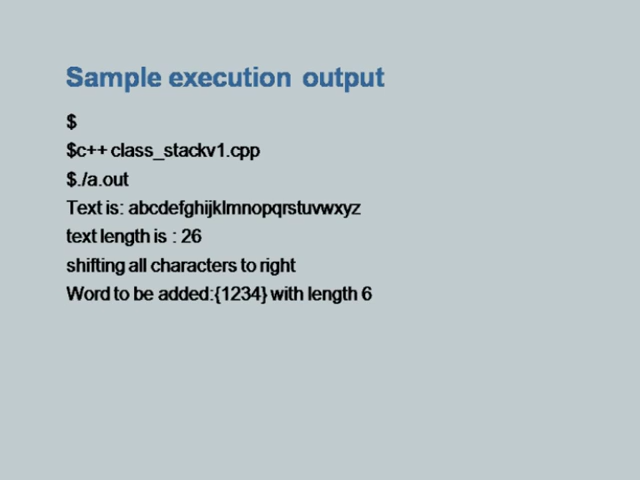 Sample execution output
$
$c++ class_stackv1.cpp
$./a.out
Text is: abcdefghijklmnopqrstuvwxyz
text length is : 26
shifting all characters to right
Word to be added:{1234} with length 6